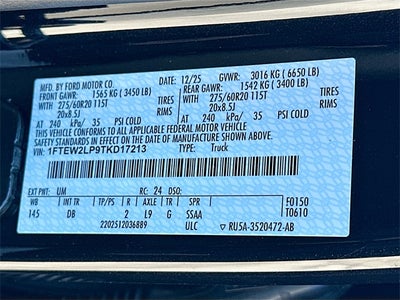 MFD. BY FORD MOTOR CO. 12/25 GVWR: 3016 KG ( 6650 LB)
FRONT GAWR: 1565 KG ( 3450 LB) REAR GAWR: 1542 KG ( 3400 LB)
WITH 275/60R20 115T TIRES WITH 275/60R20 115T TIRES
20x8.5J RIMS 20x8.5J RIMS
AT 240 kPa/ 35 PSI COLD AT 240 kPa/ 35 PSI COLD
THIS VEHICLE CONFORMS TO ALL APPLICABLE FEDERAL MOTOR VEHICLE
SAFETY STANDARDS IN EFFECT ON THE DATE OF MANUFACTURE SHOWN ABOVE.
VIN: 1FTEW2LP9TKD17213 TYPE: Truck
EXT PNT: UM RC: 24 DSO:
WB INT TR TP/PS R AXLE TR SPR F0150
145 DB 2 L9 G SSAA T0610
2202512036889 ULC RU5A-3520472-AB